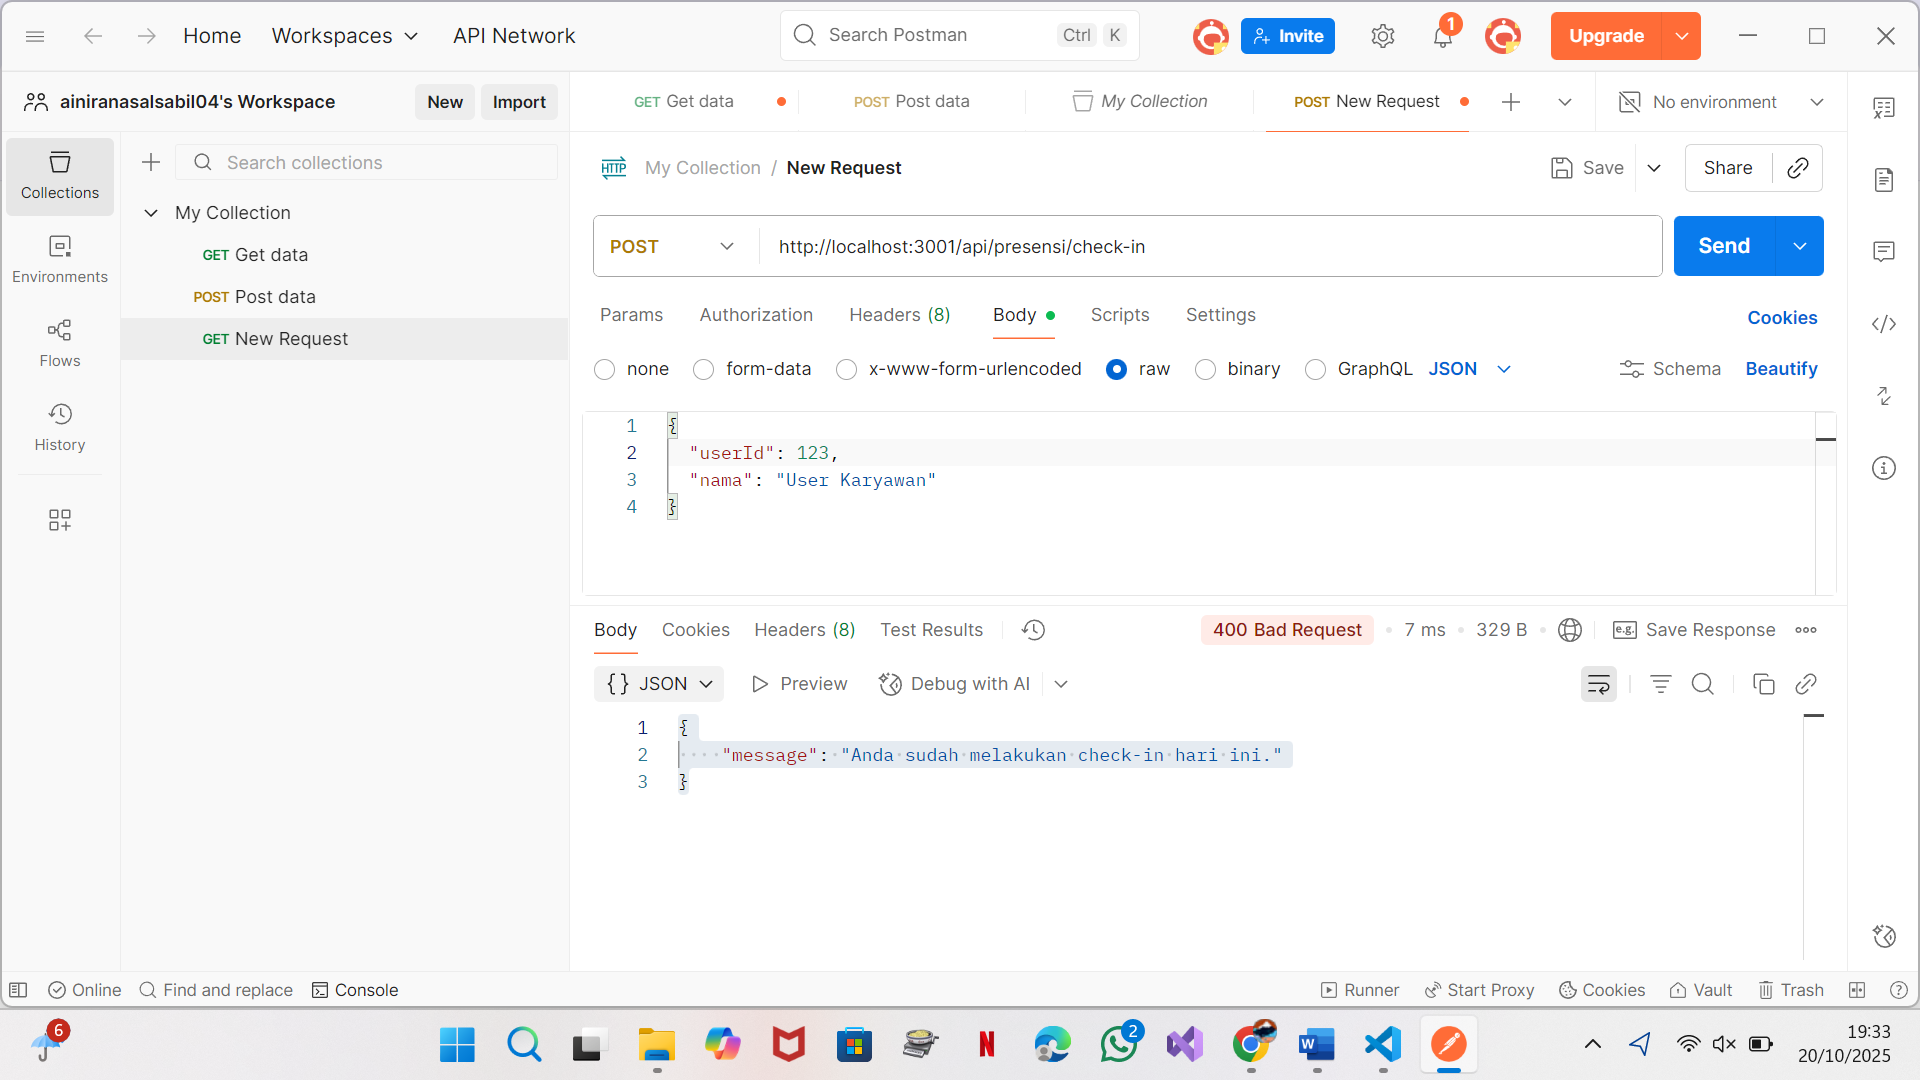 Home
Workspaces
API Network
Search Postman
Ctrl K
Invite
1
Upgrade
ainiranasalsabil04's Workspace
New
Import
GET Get data
POST Post data
My Collection
POST New Request
No environment
Collections
Environments
Flows
History
Search collections
My Collection
GET Get data
POST Post data
GET New Request
HTTP My Collection / New Request
Save
Share
POST
http://localhost:3001/api/presensi/check-in
Send
Params
Authorization
Headers (8)
Body
Scripts
Settings
Cookies
none
form-data
x-www-form-urlencoded
raw
binary
GraphQL
JSON
Schema
Beautify
1 {
2 "userId": 123,
3 "nama": "User Karyawan"
4 }
Body
Cookies
Headers (8)
Test Results
400 Bad Request
7 ms
329 B
e.g. Save Response
{} JSON
Preview
Debug with AI
1 {
2 "message": "Anda sudah melakukan check-in hari ini."
3 }
Online
Find and replace
Console
Runner
Start Proxy
Cookies
Vault
Trash
6
N
2
W
19:33
20/10/2025